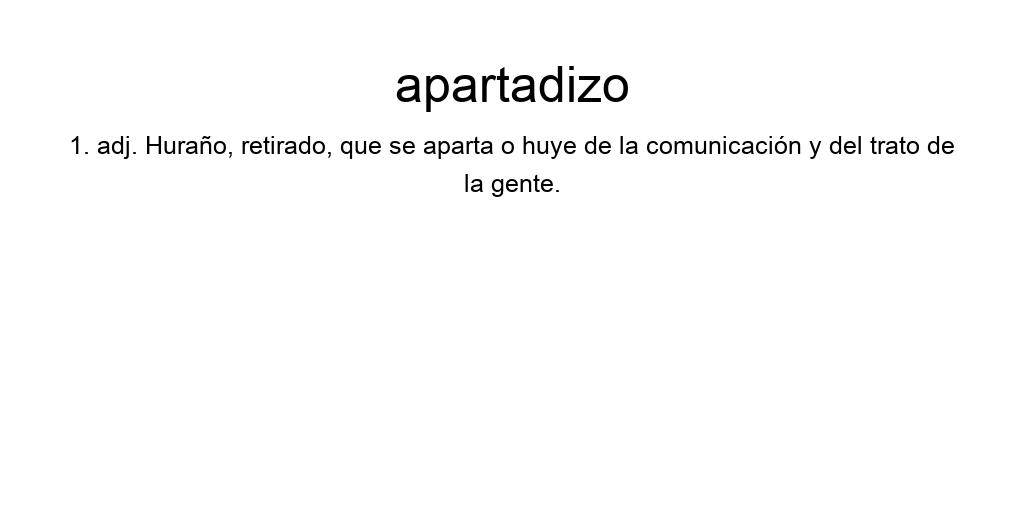 apartadizo
1. adj. Huraño, retirado, que se aparta o huye de la comunicación y del trato de
la gente.